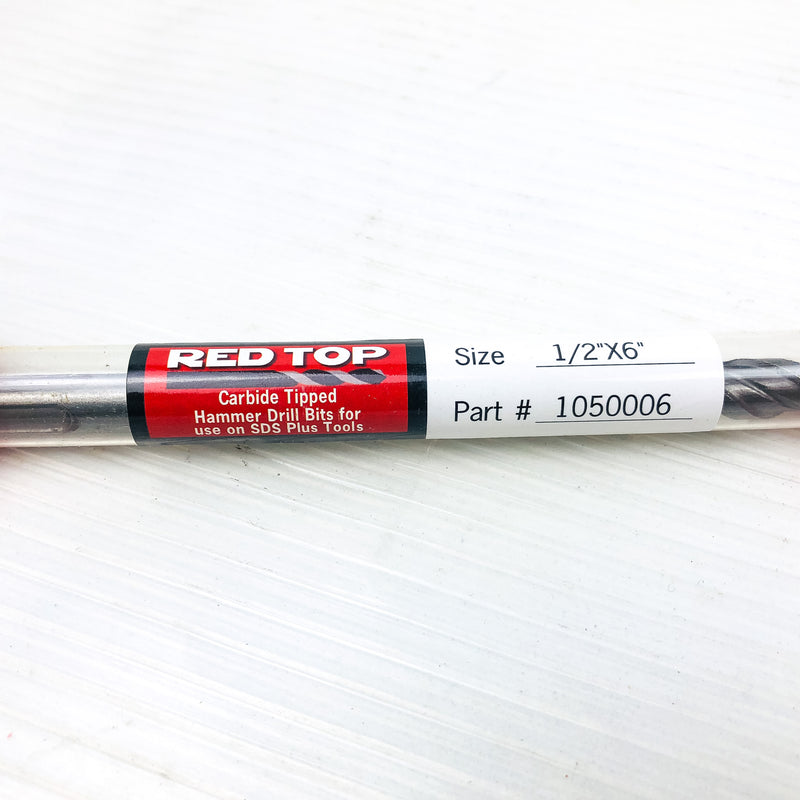 RED TOP
Carbide Tipped
Hammer Drill Bits for
use on SDS Plus Tools
Size 1/2"X6"
Part # 1050006